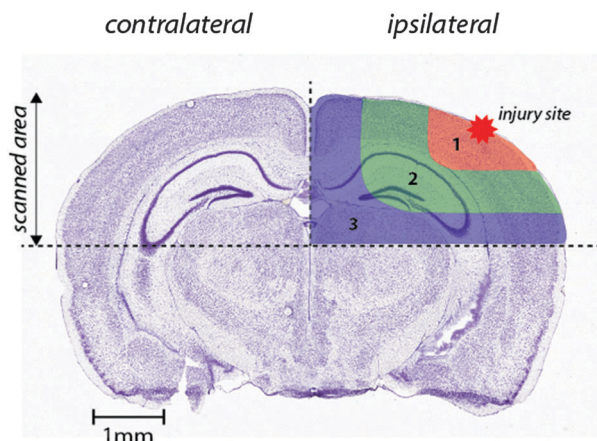 contralateral
ipsilateral
scanned area
injury site
1
2
3
1mm